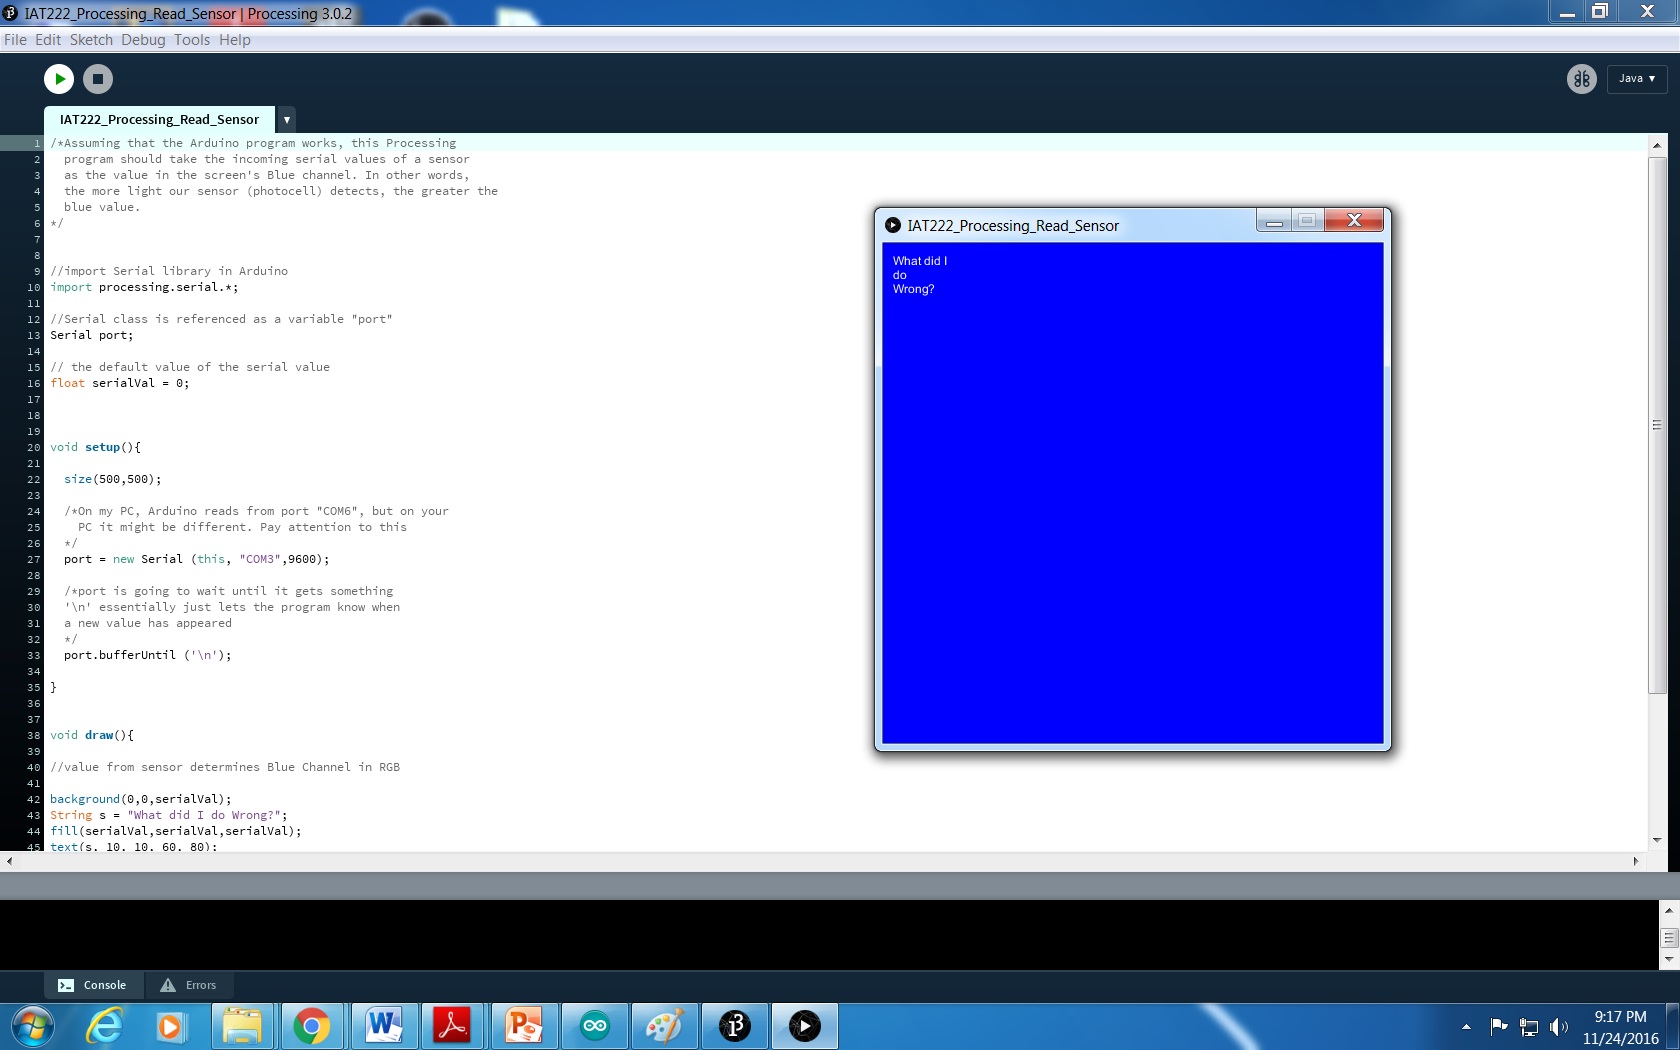 IAT222_Processing_Read_Sensor | Processing 3.0.2
File Edit Sketch Debug Tools Help
Java ▼
IAT222_Processing_Read_Sensor ▼
1 /*Assuming that the Arduino program works, this Processing
2 program should take the incoming serial values of a sensor
3 as the value in the screen's Blue channel. In other words,
4 the more light our sensor (photocell) detects, the greater the
5 blue value.
6 */
7
8
9 //import Serial library in Arduino
10 import processing.serial.*;
11
12 //Serial class is referenced as a variable "port"
13 Serial port;
14
15 // the default value of the serial value
16 float serialVal = 0;
17
18
19
20 void setup(){
21
22 size(500,500);
23
24 /*On my PC, Arduino reads from port "COM6", but on your
25 PC it might be different. Pay attention to this
26 */
27 port = new Serial (this, "COM3",9600);
28
29 /*port is going to wait until it gets something
30 '\n' essentially just lets the program know when
31 a new value has appeared
32 */
33 port.bufferUntil ('\n');
34
35 }
36
37
38 void draw(){
39
40 //value from sensor determines Blue Channel in RGB
41
42 background(0,0,serialVal);
43 String s = "What did I do Wrong?";
44 fill(serialVal,serialVal,serialVal);
45 text(s, 10, 10, 60, 80);
IAT222_Processing_Read_Sensor
What did I
do
Wrong?
Console
Errors
9:17 PM
11/24/2016